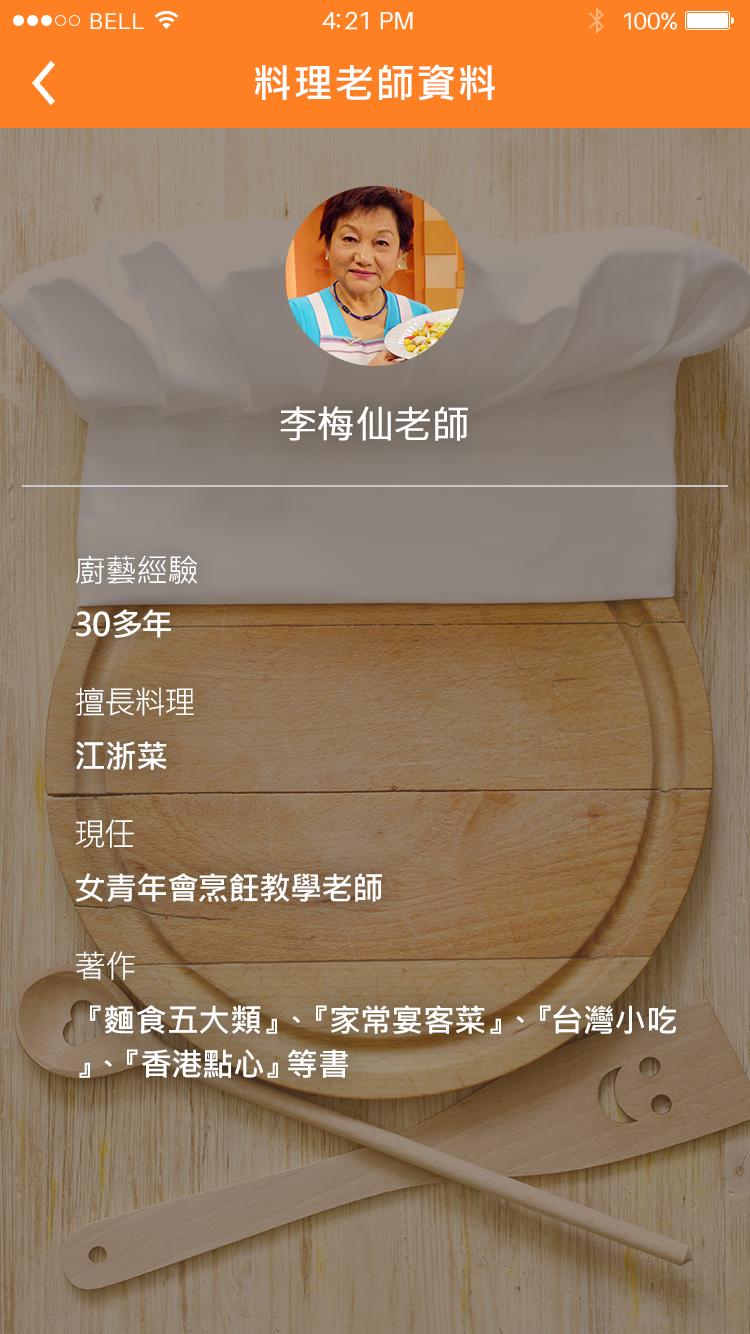 BELL 4:21 PM 100%
料理老師資料
李梅仙老師
廚藝經驗
30多年
擅長料理
江浙菜
現任
女青年會烹飪教學老師
著作
『麵食五大類』、『家常宴客菜』、『台灣小吃
』、『香港點心』等書